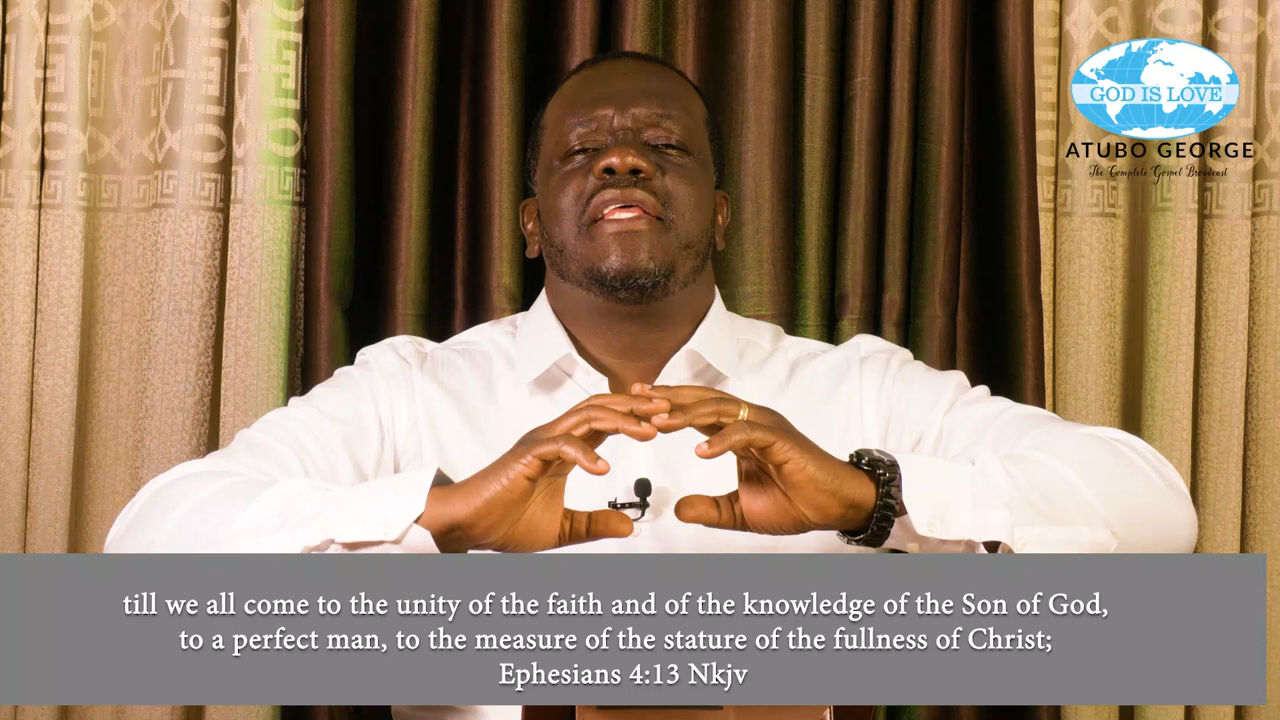 GOD IS LOVE
ATUBO GEORGE
The Complete Gospel Broadcast
till we all come to the unity of the faith and of the knowledge of the Son of God,
to a perfect man, to the measure of the stature of the fullness of Christ;
Ephesians 4:13 Nkjv